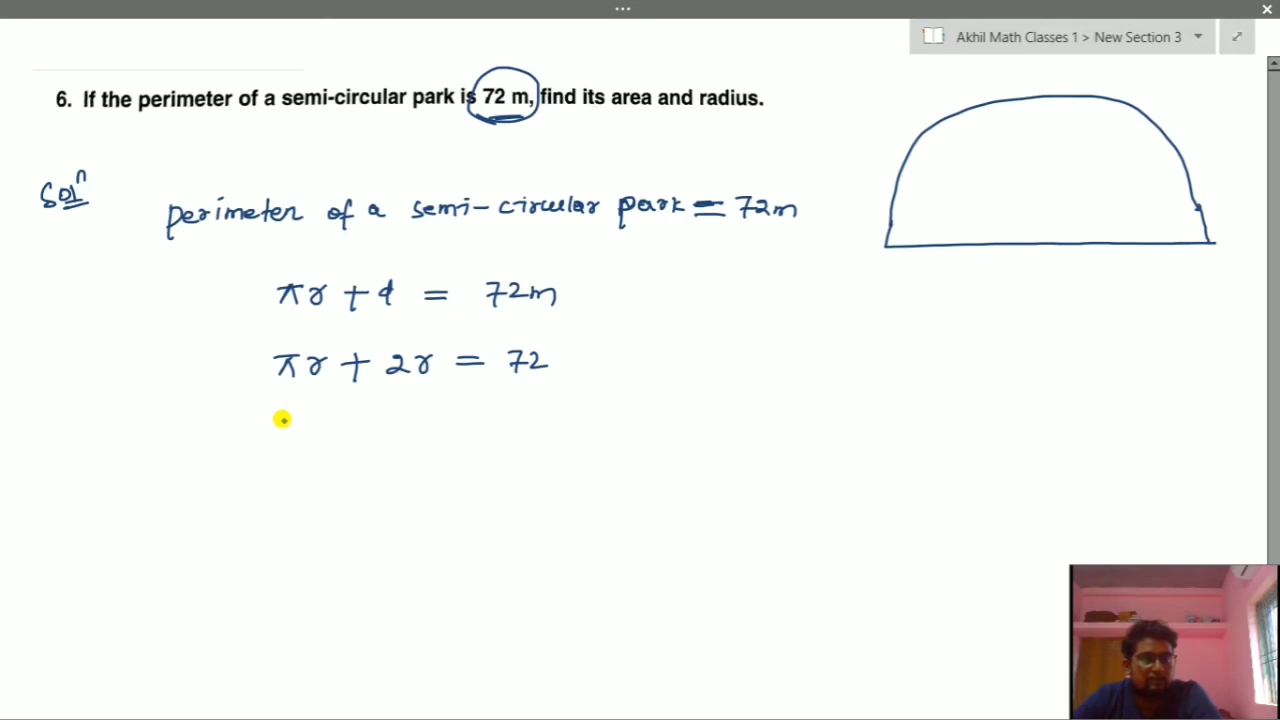 Akhil Math Classes 1 > New Section 3
6. If the perimeter of a semi-circular park is 72 m, find its area and radius.
Solⁿ
perimeter of a semi-circular park = 72m
πr + d = 72m
πr + 2r = 72